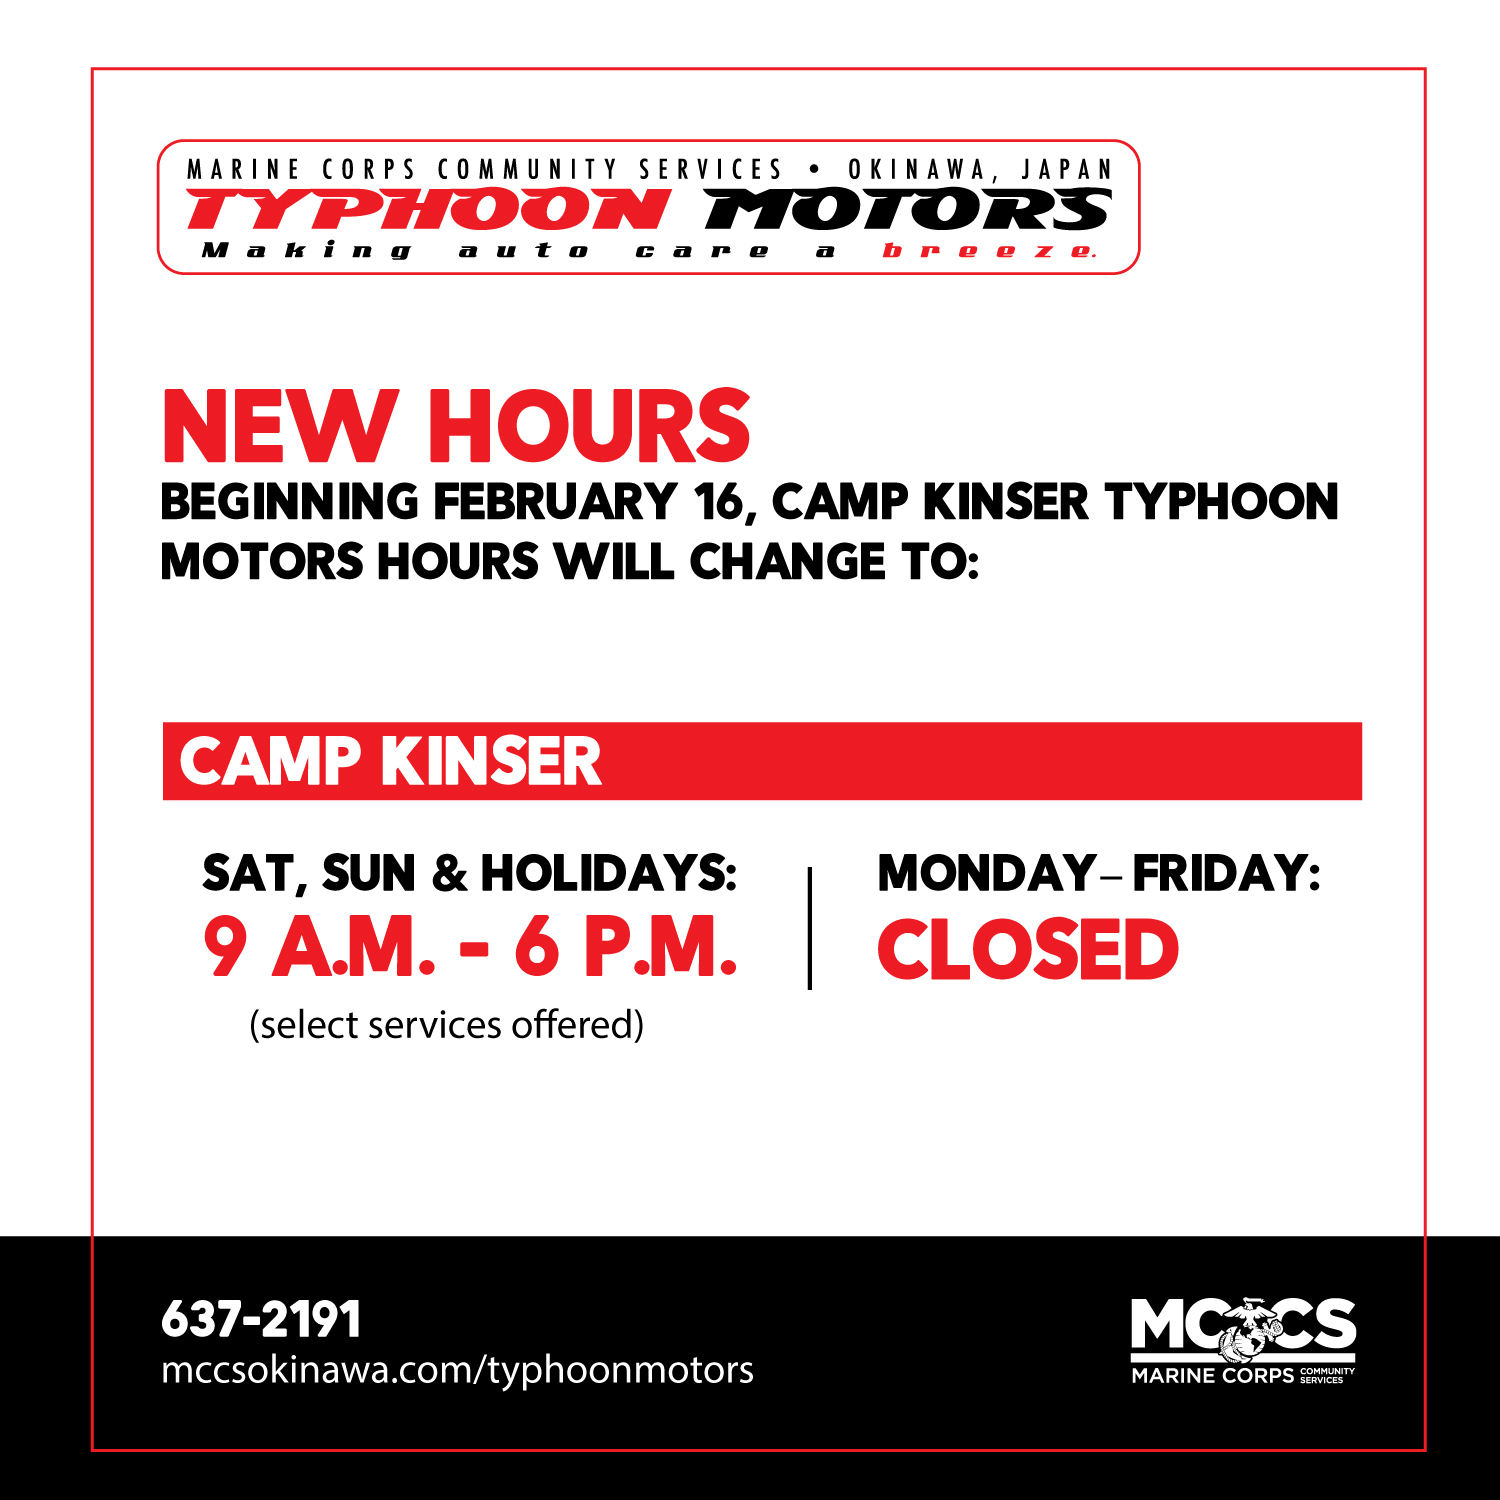 MARINE CORPS COMMUNITY SERVICES • OKINAWA, JAPAN
TYPHOON MOTORS
Making auto care a breeze.
NEW HOURS
BEGINNING FEBRUARY 16, CAMP KINSER TYPHOON
MOTORS HOURS WILL CHANGE TO:
CAMP KINSER
SAT, SUN & HOLIDAYS:
9 A.M. - 6 P.M.
(select services offered)
MONDAY– FRIDAY:
CLOSED
637-2191
mccsokinawa.com/typhoonmotors
MCCS
MARINE CORPS COMMUNITY SERVICES